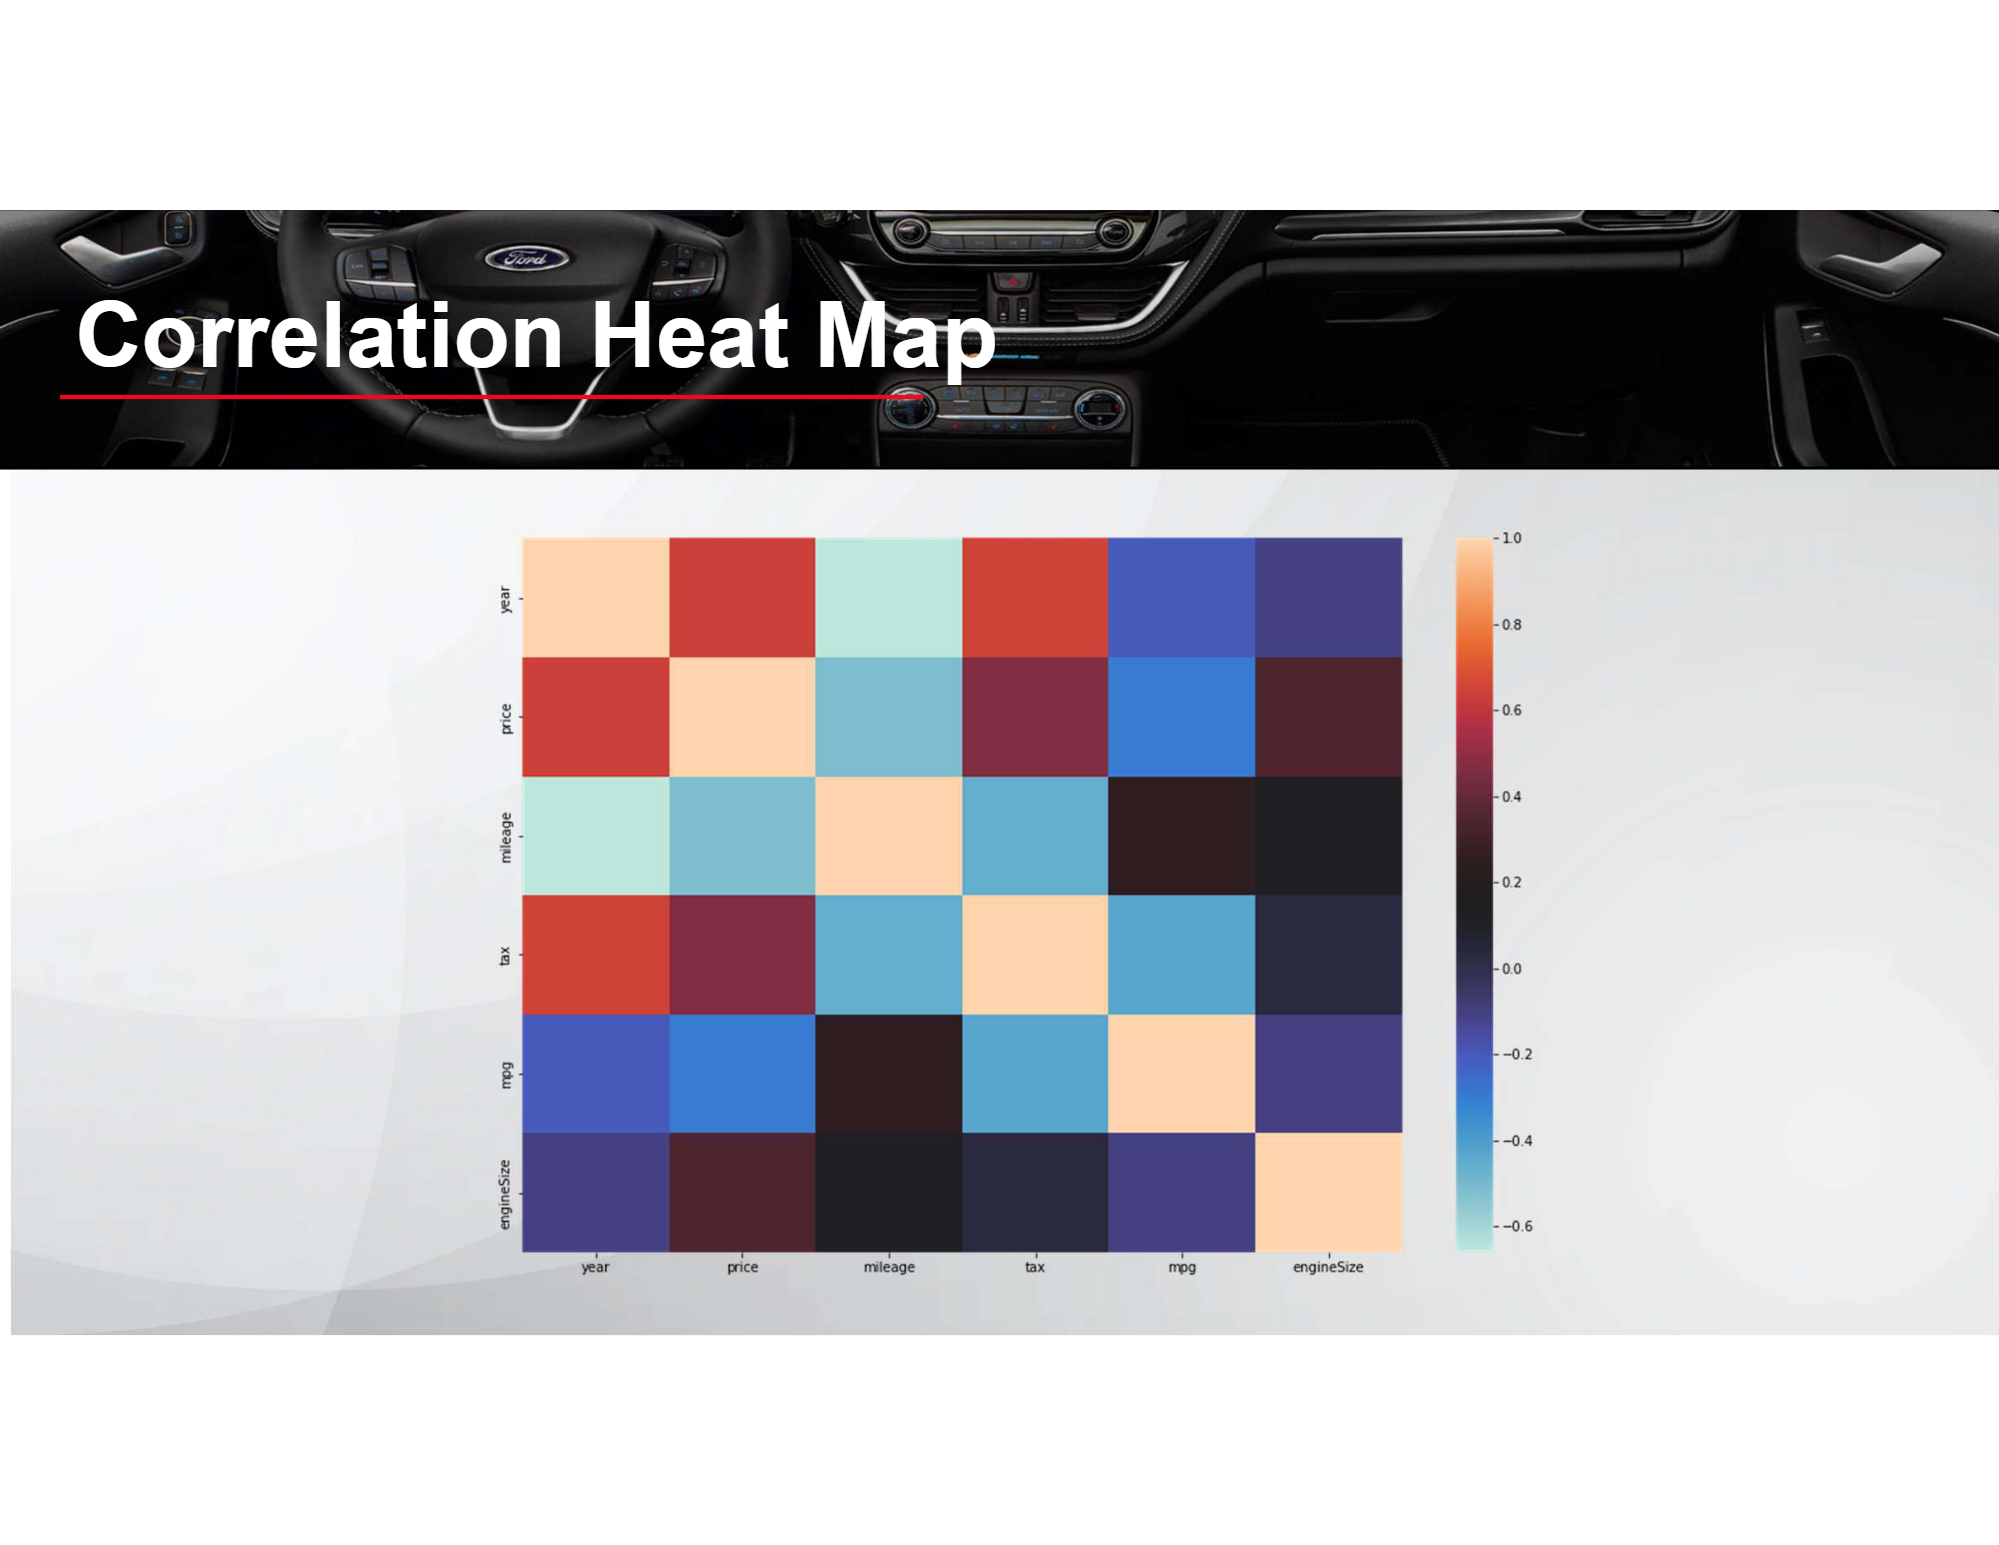 Ford
Correlation Heat Map
1.0
0.8
0.6
0.4
0.2
0.0
−0.2
−0.4
−0.6
year
price
mileage
tax
mpg
engineSize
year
price
mileage
tax
mpg
engineSize